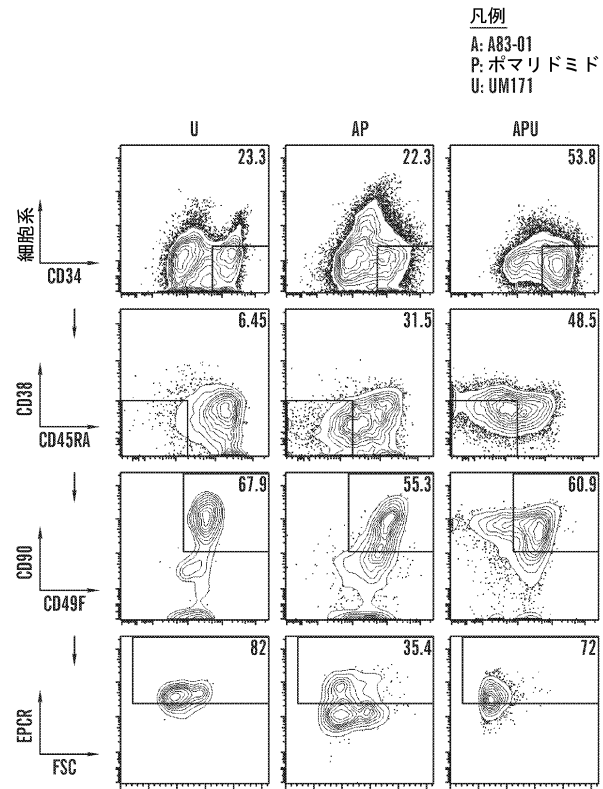 凡例
A: A83-01
P: ポマリドミド
U: UM171
U AP APU
細胞系
23.3 22.3 53.8
CD34
CD38
6.45 31.5 48.5
CD45RA
CD90
67.9 55.3 60.9
CD49F
EPCR
82 35.4 72
FSC